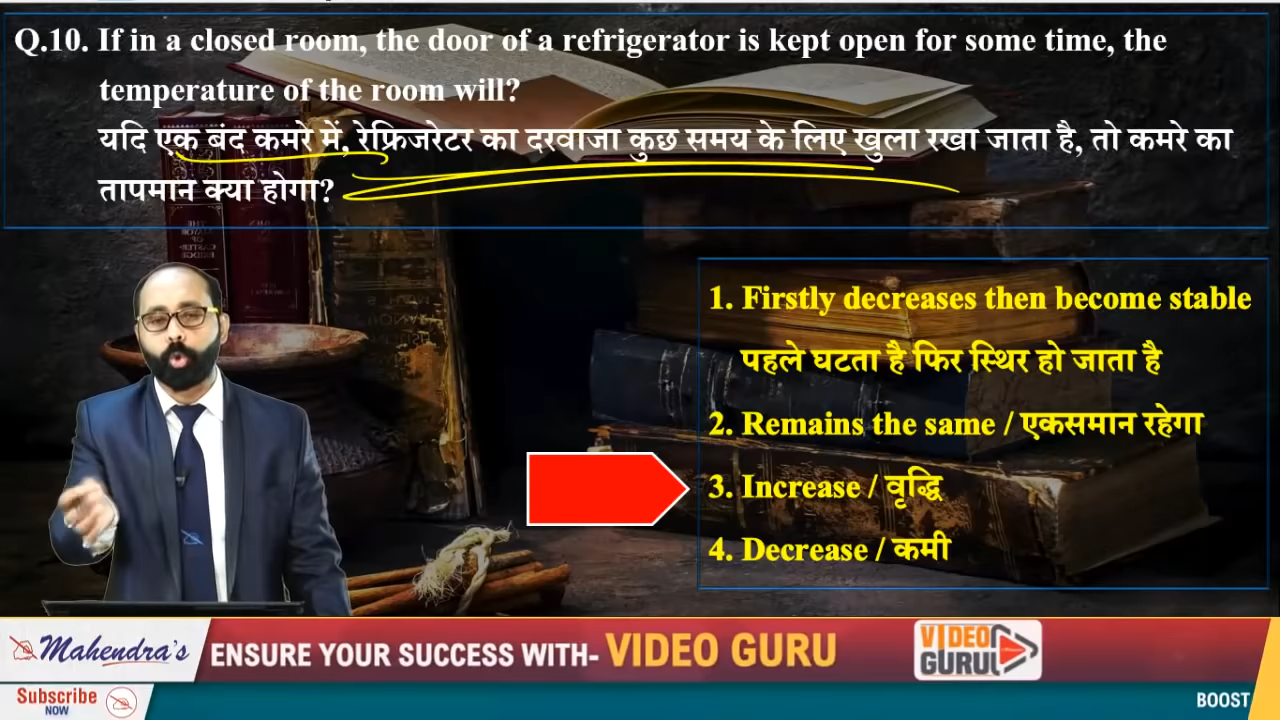 Q.10. If in a closed room, the door of a refrigerator is kept open for some time, the
temperature of the room will?
यदि एक बंद कमरे में, रेफ्रिजरेटर का दरवाजा कुछ समय के लिए खुला रखा जाता है, तो कमरे का
तापमान क्या होगा?
1. Firstly decreases then become stable
पहले घटता है फिर स्थिर हो जाता है
2. Remains the same / एकसमान रहेगा
3. Increase / वृद्धि
4. Decrease / कमी
Mahendra's
ENSURE YOUR SUCCESS WITH- VIDEO GURU
VIDEO
GURU
Subscribe
NOW
BOOST